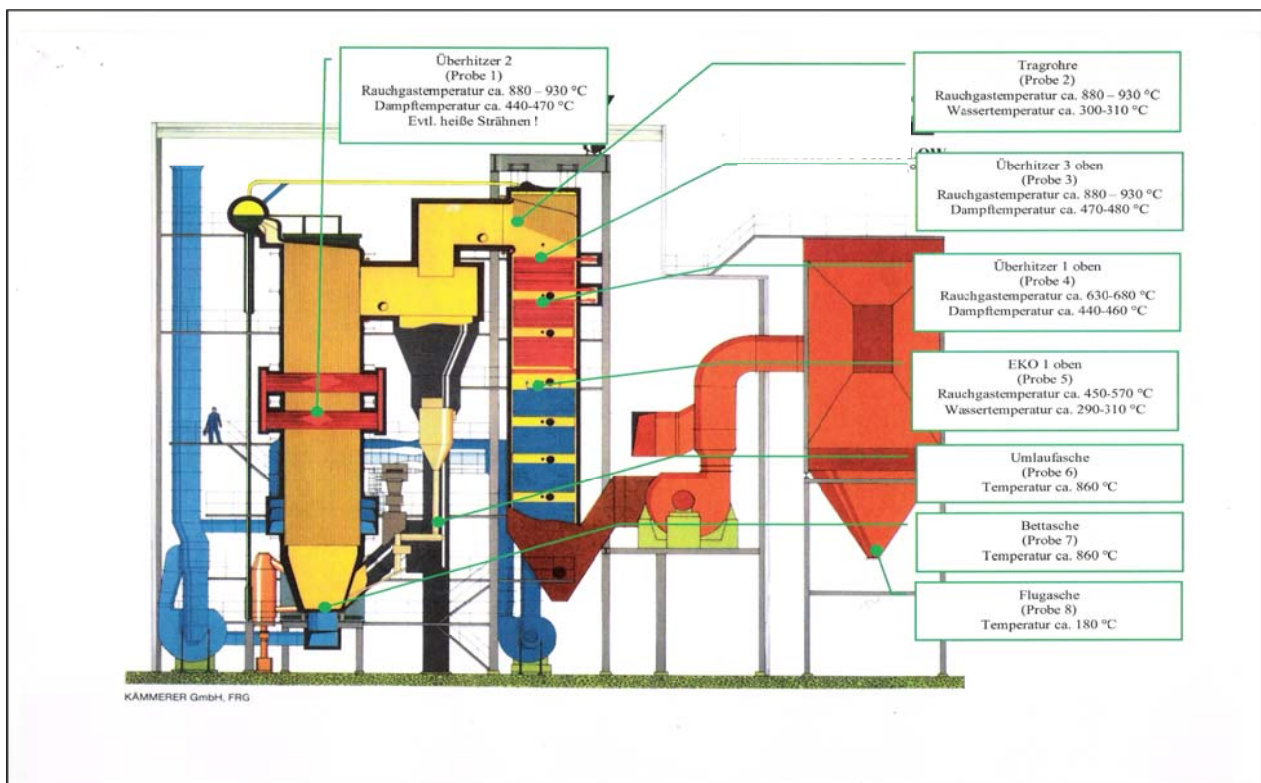 Überhitzer 2
(Probe 1)
Rauchgastemperatur ca. 880 – 930 °C
Dampftemperatur ca. 440-470 °C
Evtl. heiße Strähnen !
Tragrohre
(Probe 2)
Rauchgastemperatur ca. 880 – 930 °C
Wassertemperatur ca. 300-310 °C
Überhitzer 3 oben
(Probe 3)
Rauchgastemperatur ca. 880 – 930 °C
Dampftemperatur ca. 470-480 °C
Überhitzer 1 oben
(Probe 4)
Rauchgastemperatur ca. 630-680 °C
Dampftemperatur ca. 440-460 °C
EKO 1 oben
(Probe 5)
Rauchgastemperatur ca. 450-570 °C
Wassertemperatur ca. 290-310 °C
Umlaufasche
(Probe 6)
Temperatur ca. 860 °C
Bettasche
(Probe 7)
Temperatur ca. 860 °C
Flugasche
(Probe 8)
Temperatur ca. 180 °C
KÄMMERER GmbH, FRG